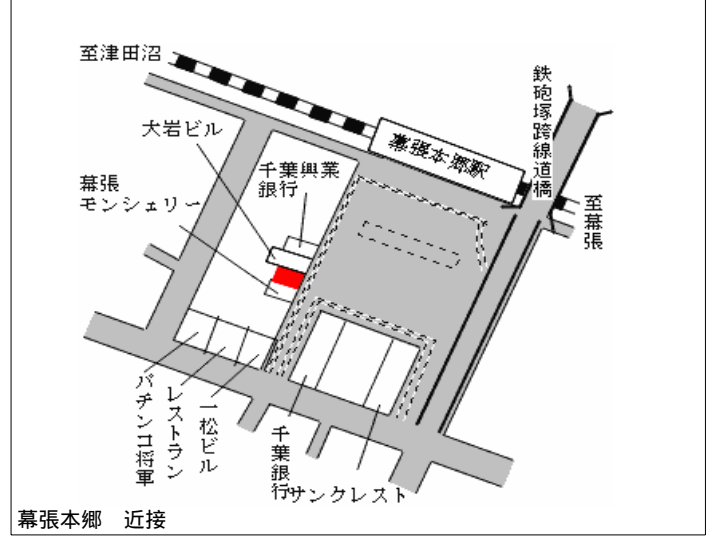 至津田沼
鉄砲塚跨線道橋
大岩ビル
幕張本郷駅
千葉興業
銀行
幕張
モンシェリー
至幕張
パチンコ将軍
レストラン
一松ビル
千葉銀行
サンクレスト
幕張本郷　近接